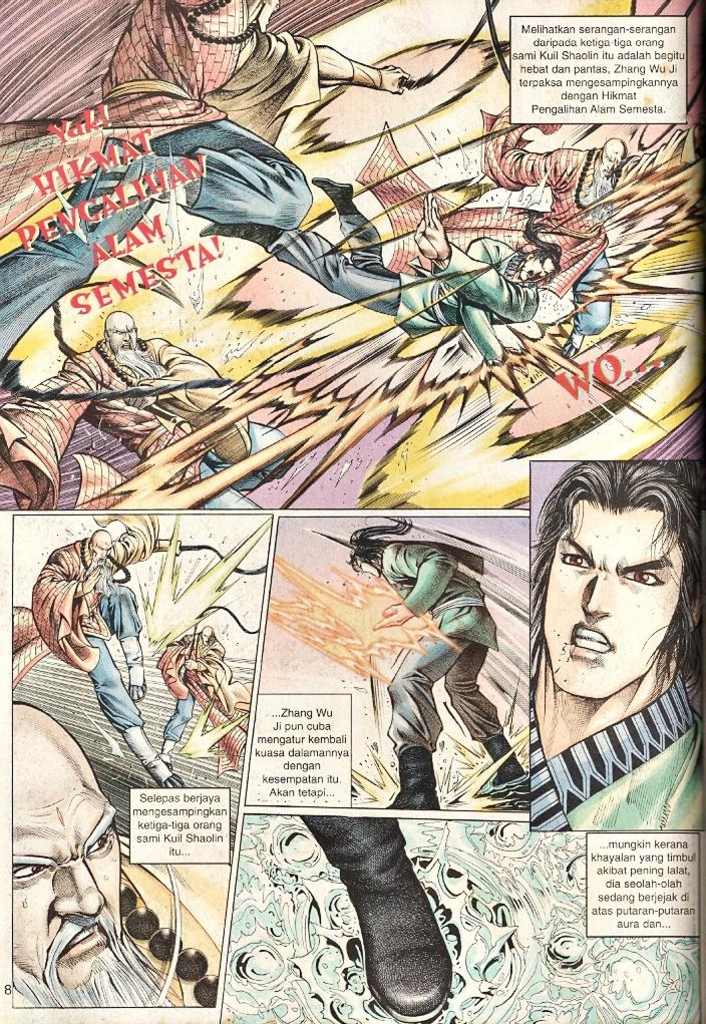 Melihatkan serangan-serangan
daripada ketiga-tiga orang
sami Kuil Shaolin itu adalah begitu
hebat dan pantas, Zhang Wu Ji
terpaksa mengesampingkannya
dengan Hikmat
Pengalihan Alam Semesta.
Yak!
HIKMAT
PENGALIHAN
ALAM
SEMESTA!
WO...
Selepas berjaya
mengesampingkan
ketiga-tiga orang
sami Kuil Shaolin
itu...
...Zhang Wu
Ji pun cuba
mengatur kembali
kuasa dalamannya
dengan
kesempatan itu.
Akan tetapi...
...mungkin kerana
khayalan yang timbul
akibat pening lalat,
dia seolah-olah
sedang berjejak di
atas putaran-putaran
aura dan...
8